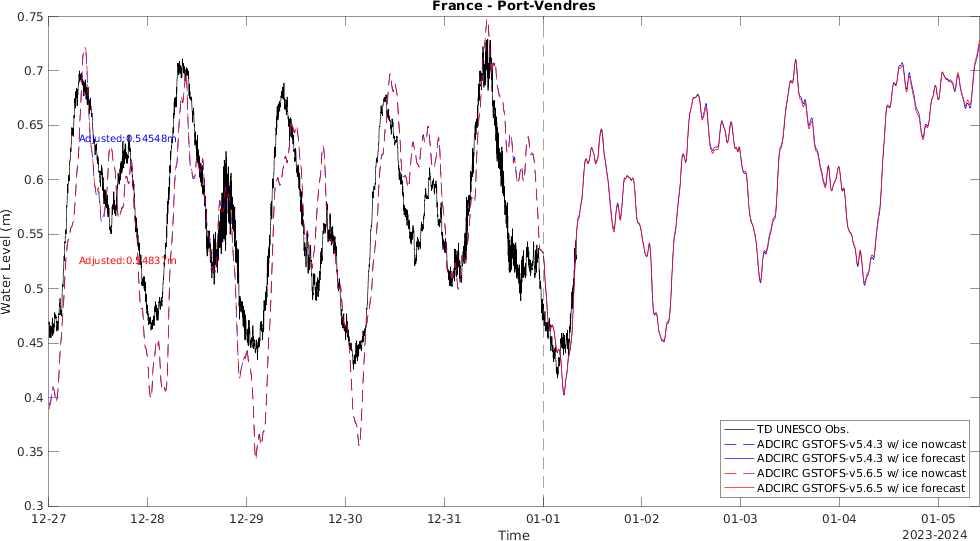 France - Port-Vendres
0.75
0.7
0.65
0.6
0.55
0.5
0.45
0.4
0.35
0.3
Water Level (m)
Adjusted:0.54548m
TD UNESCO Obs.
ADCIRC GSTOFS-v5.4.3 w/ ice nowcast
ADCIRC GSTOFS-v5.4.3 w/ ice forecast
ADCIRC GSTOFS-v5.6.5 w/ ice nowcast
ADCIRC GSTOFS-v5.6.5 w/ ice forecast
12-27 12-28 12-29 12-30 12-31 01-01 01-02 01-03 01-04 01-05
Time
2023-2024